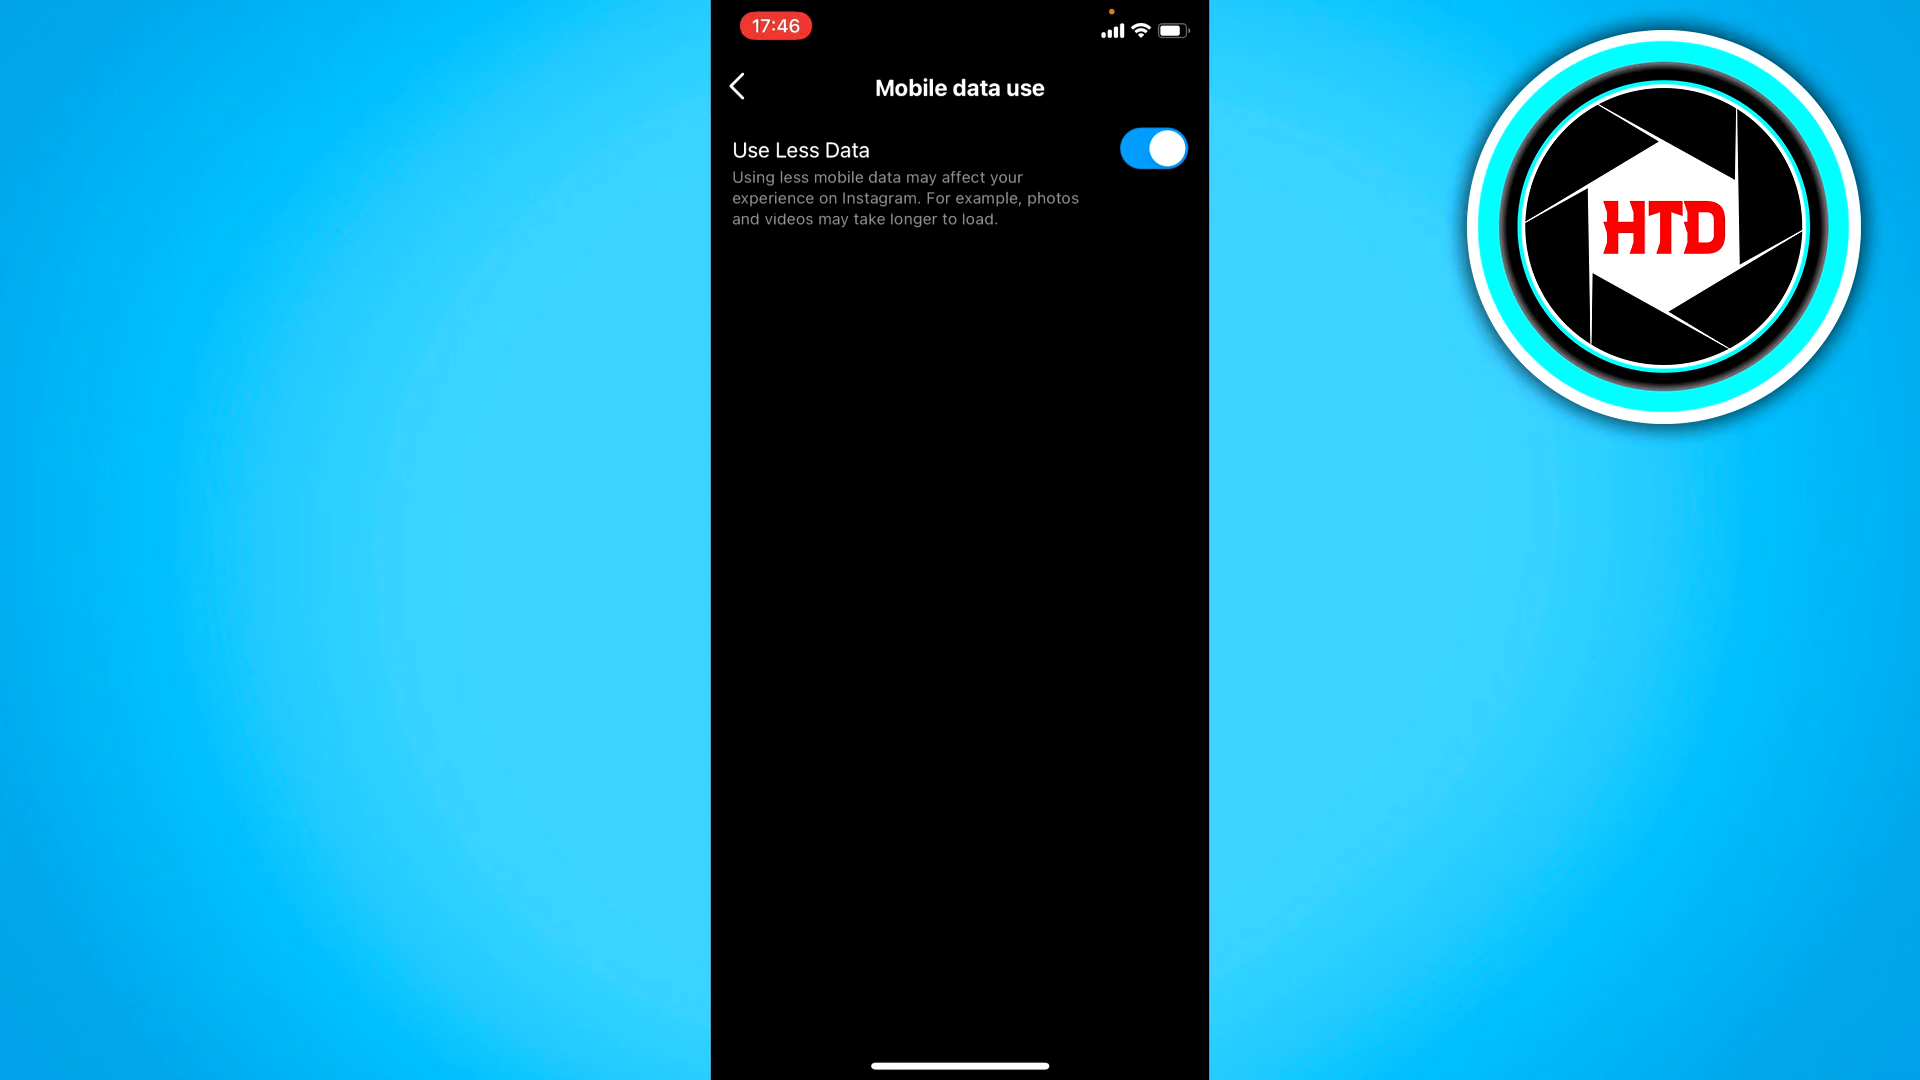 17:46
Mobile data use
Use Less Data
Using less mobile data may affect your
experience on Instagram. For example, photos
and videos may take longer to load.
HTD